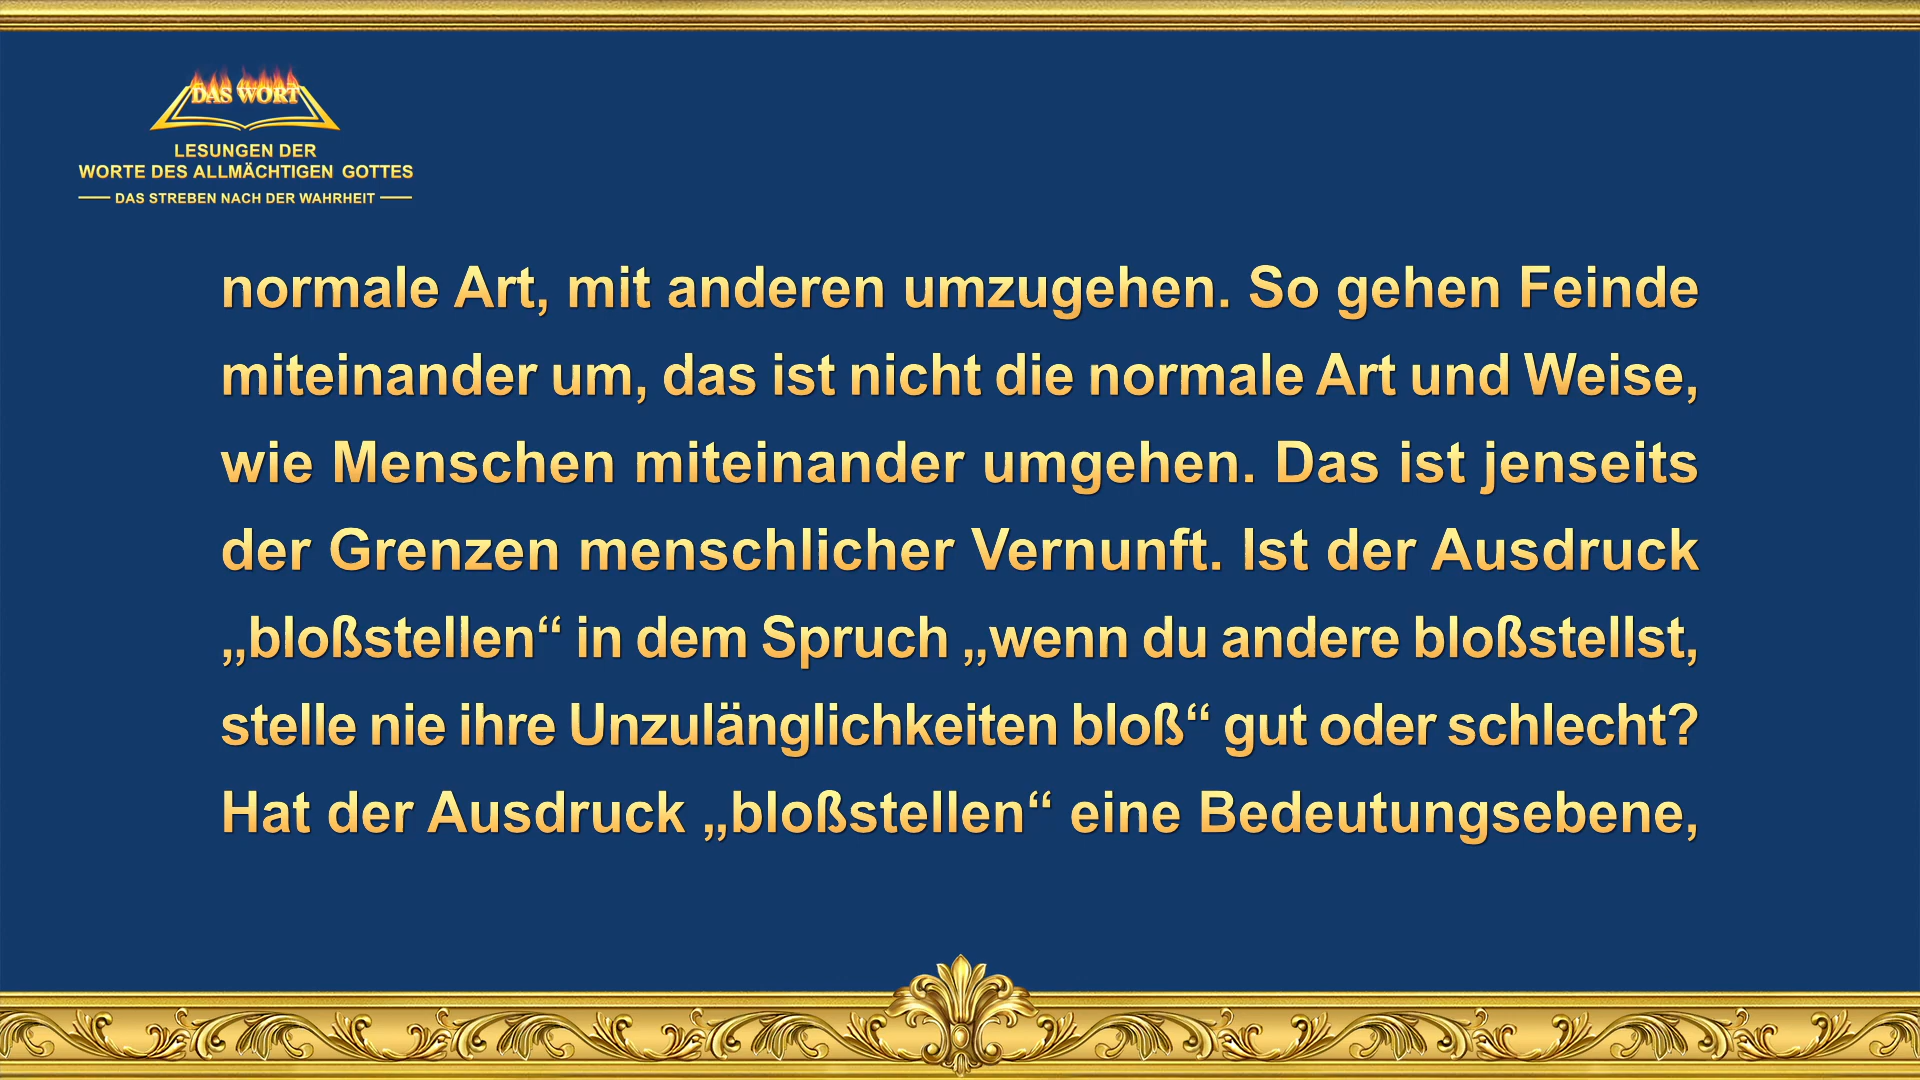 DAS WORT
LESUNGEN DER
WORTE DES ALLMÄCHTIGEN GOTTES
DAS STREBEN NACH DER WAHRHEIT
normale Art, mit anderen umzugehen. So gehen Feinde
miteinander um, das ist nicht die normale Art und Weise,
wie Menschen miteinander umgehen. Das ist jenseits
der Grenzen menschlicher Vernunft. Ist der Ausdruck
„bloßstellen“ in dem Spruch „wenn du andere bloßstellst,
stelle nie ihre Unzulänglichkeiten bloß“ gut oder schlecht?
Hat der Ausdruck „bloßstellen“ eine Bedeutungsebene,